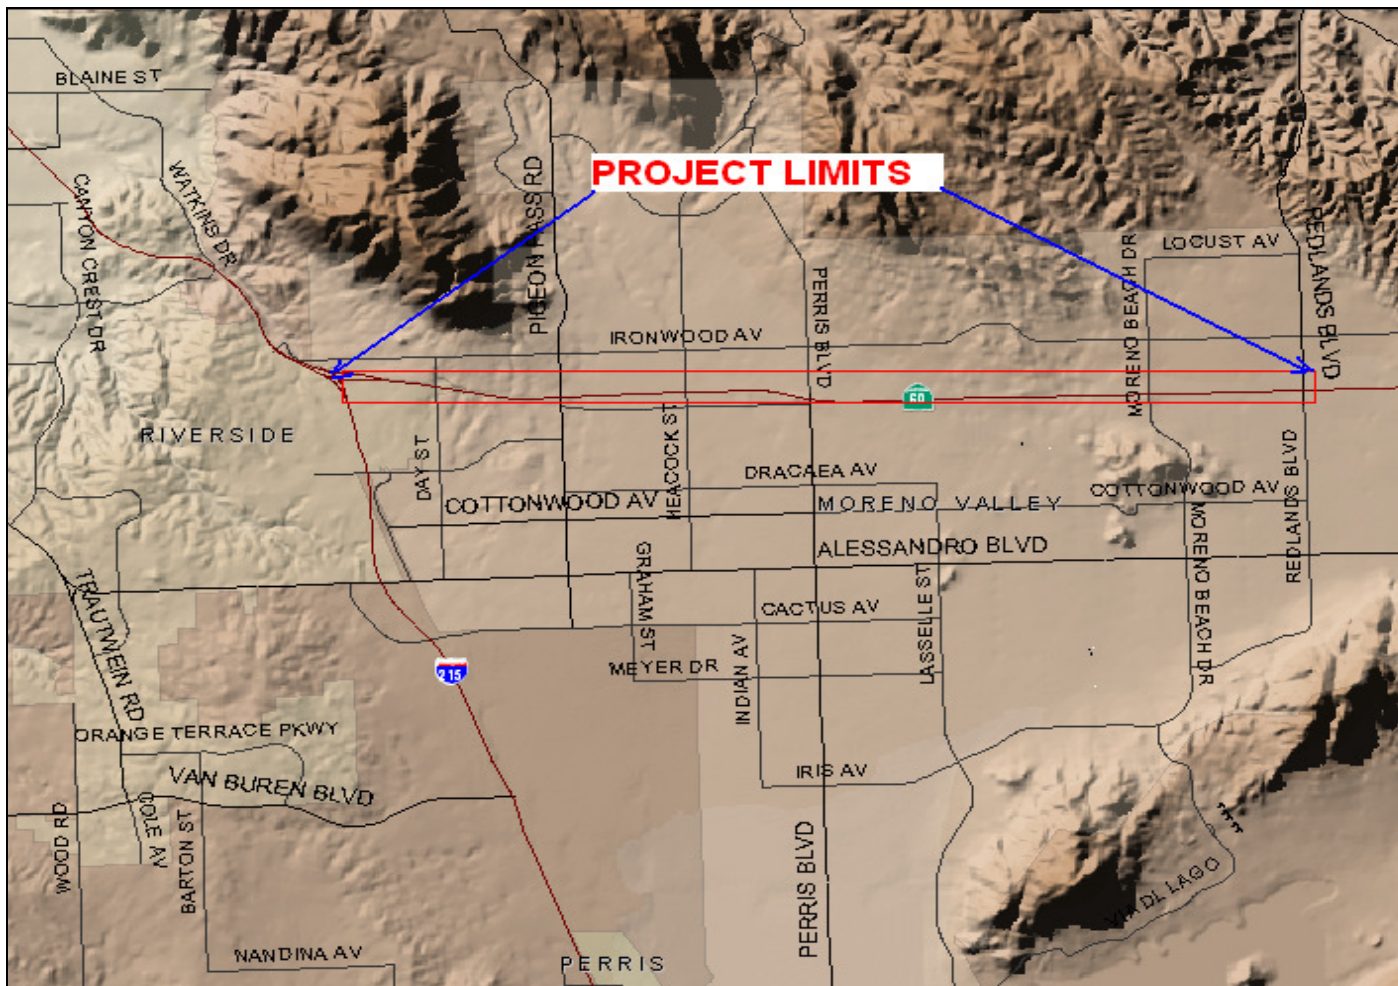 BLAINE ST
WATKINS DR
CANYON CREST DR
PIGEON PASS RD
PROJECT LIMITS
PERRIS BLVD
MORENO BEACH DR
LOCUST AV
REDLANDS BLVD
IRONWOOD AV
60
RIVERSIDE
DAY ST
HEACOCK ST
DRACAEA AV
COTTONWOOD AV
MORENO VALLEY
COTTONWOOD AV
REDLANDS BLVD
ALESSANDRO BLVD
MORENO BEACH DR
GRAHAM ST
CACTUS AV
LASSELLE ST
TRAUTWEIN RD
MEYER DR
INDIAN AV
215
ORANGE TERRACE PKWY
VAN BUREN BLVD
IRIS AV
WOOD RD
COLE AV
BARTON ST
PERRIS BLVD
VIA DI LAGO
NANDINA AV
PERRIS